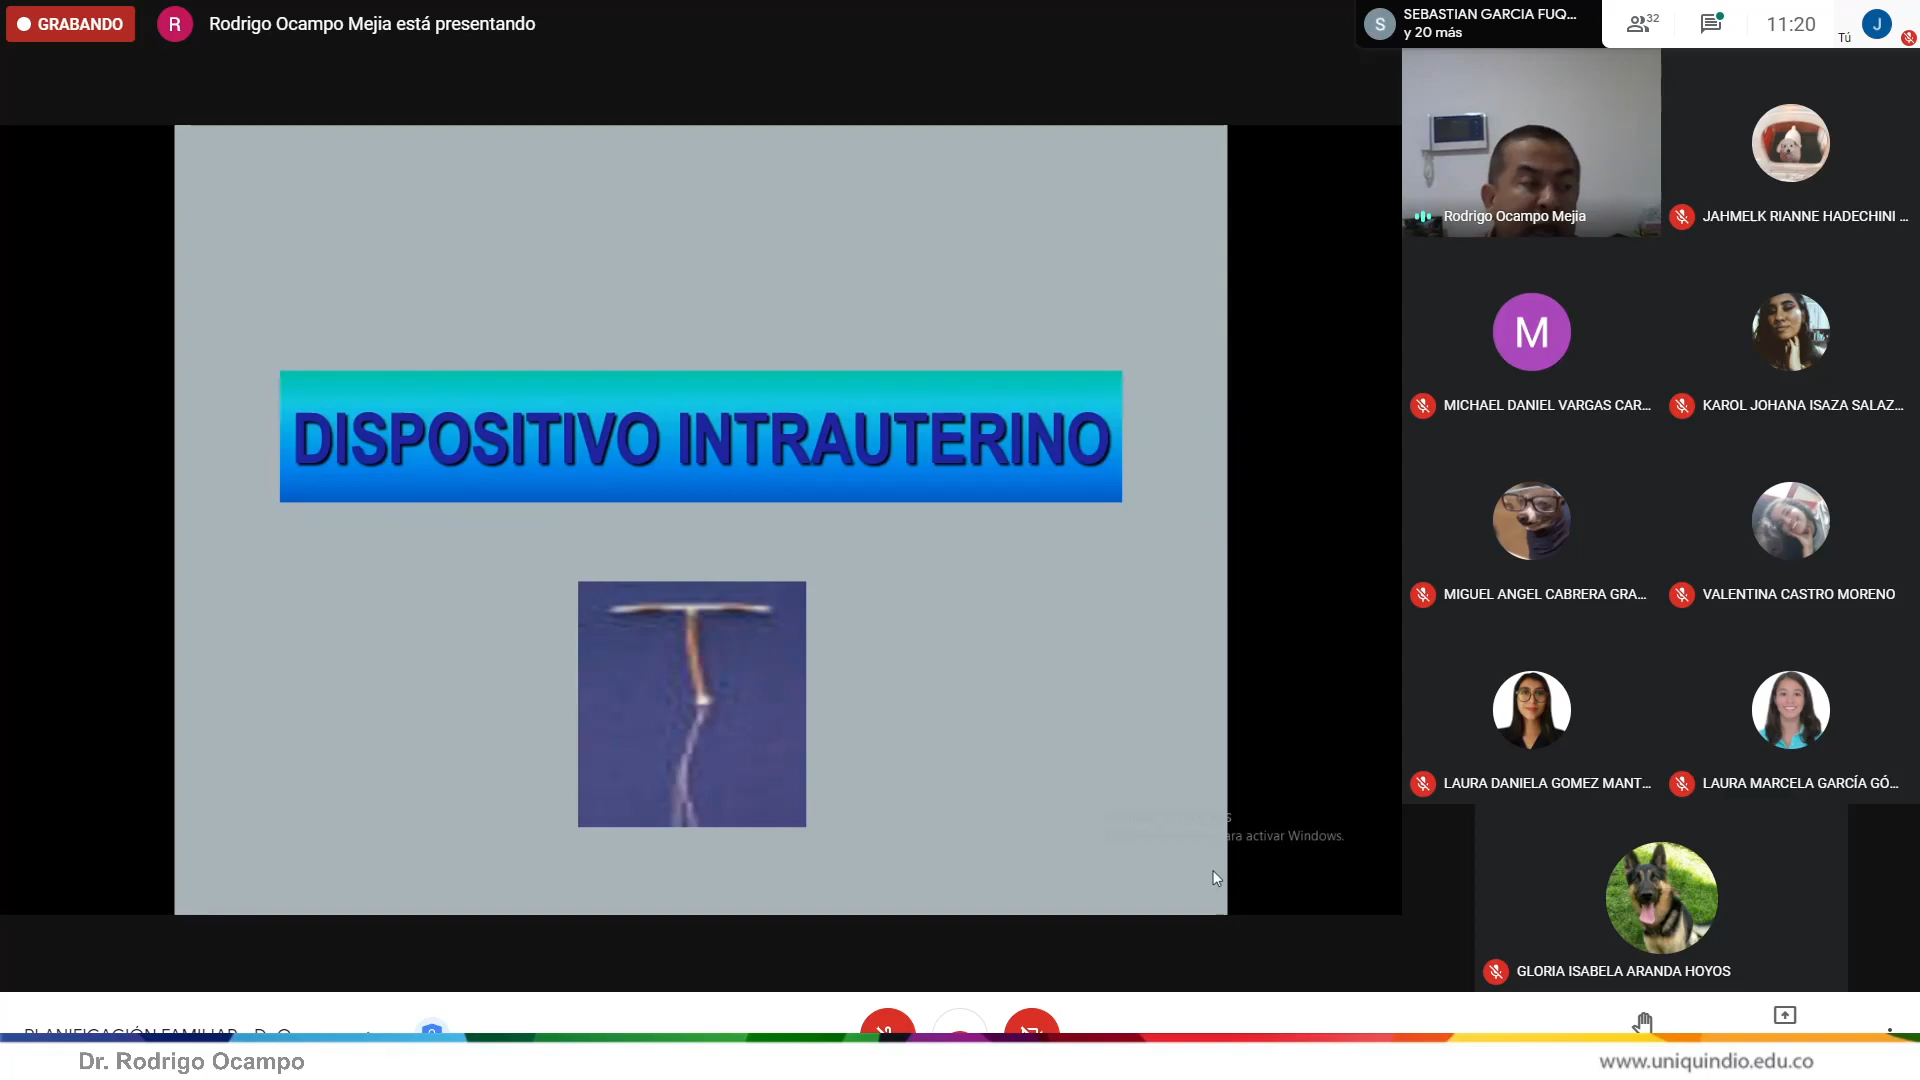 GRABANDO
R
Rodrigo Ocampo Mejia está presentando
S
SEBASTIAN GARCIA FUQ...
y 20 más
32
11:20
Tú
J
Rodrigo Ocampo Mejia
JAHMELK RIANNE HADECHINI ...
DISPOSITIVO INTRAUTERINO
M
MICHAEL DANIEL VARGAS CAR...
KAROL JOHANA ISAZA SALAZ...
MIGUEL ANGEL CABRERA GRA...
VALENTINA CASTRO MORENO
LAURA DANIELA GOMEZ MANT...
LAURA MARCELA GARCÍA GÓ...
ara activar Windows.
GLORIA ISABELA ARANDA HOYOS
PLANIFICACIÓN FAMILIAR
Dr. Rodrigo Ocampo
www.uniquindio.edu.co